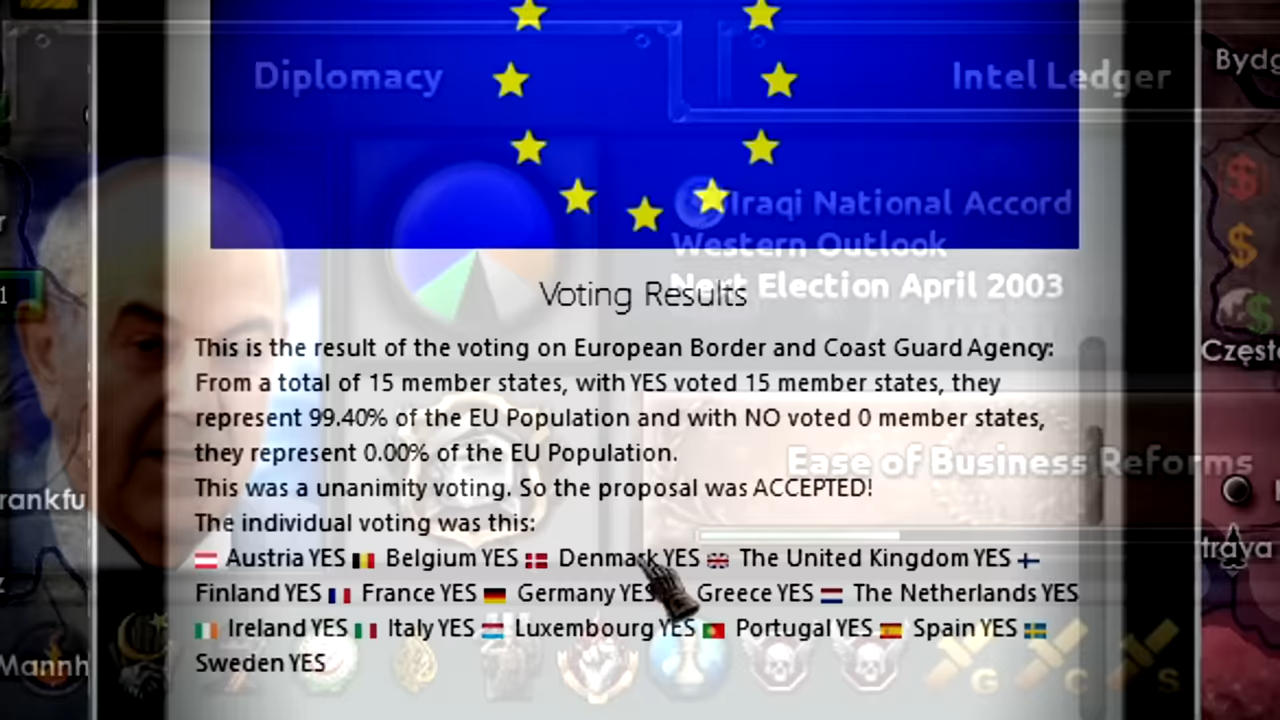 Diplomacy
Intel Ledger
Iraqi National Accord
Western Outlook
Next Election April 2003
Voting Results
This is the result of the voting on European Border and Coast Guard Agency:
From a total of 15 member states, with YES voted 15 member states, they
represent 99.40% of the EU Population and with NO voted 0 member states,
they represent 0.00% of the EU Population.
Ease of Business Reforms
This was a unanimity voting. So the proposal was ACCEPTED!
The individual voting was this:
Austria YES Belgium YES Denmark YES The United Kingdom YES
Finland YES France YES Germany YES Greece YES The Netherlands YES
Ireland YES Italy YES Luxembourg YES Portugal YES Spain YES
Sweden YES
Bydg
Często
rankfu
Mannh
1
G
C
S